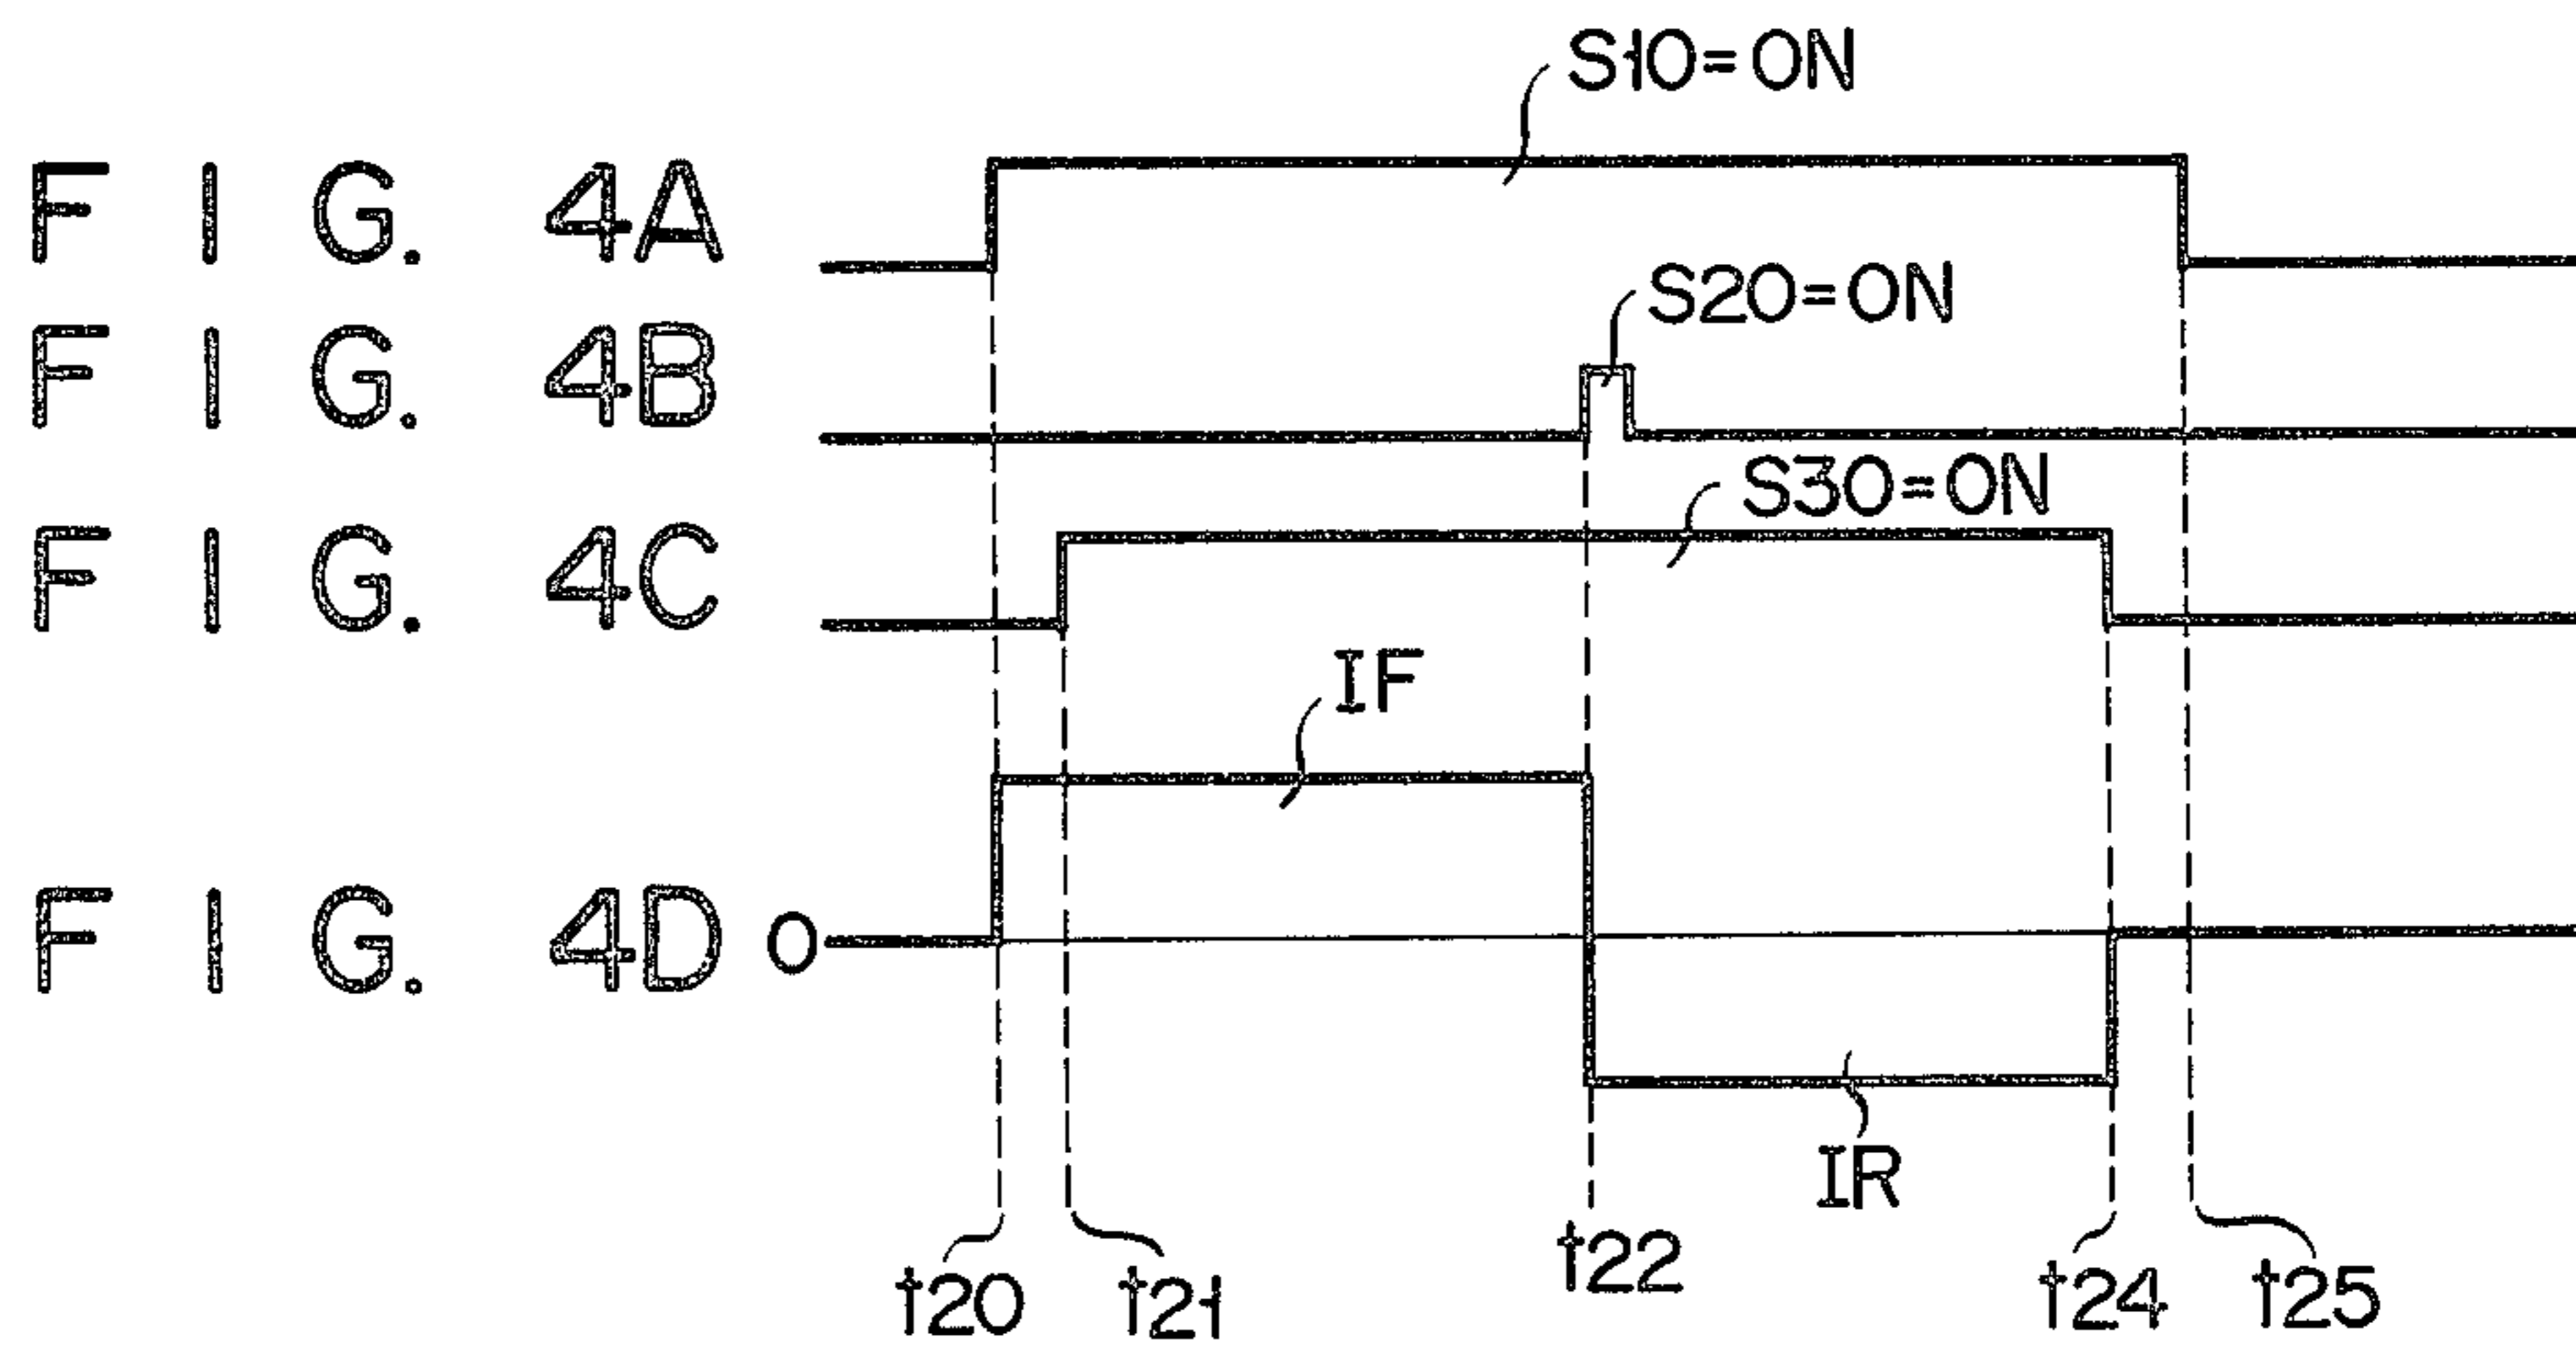 S10=ON
FIG. 4A
S20=ON
FIG. 4B
S30=ON
FIG. 4C
IF
FIG. 4D 0
IR
t20 t21 t22 t24 t25